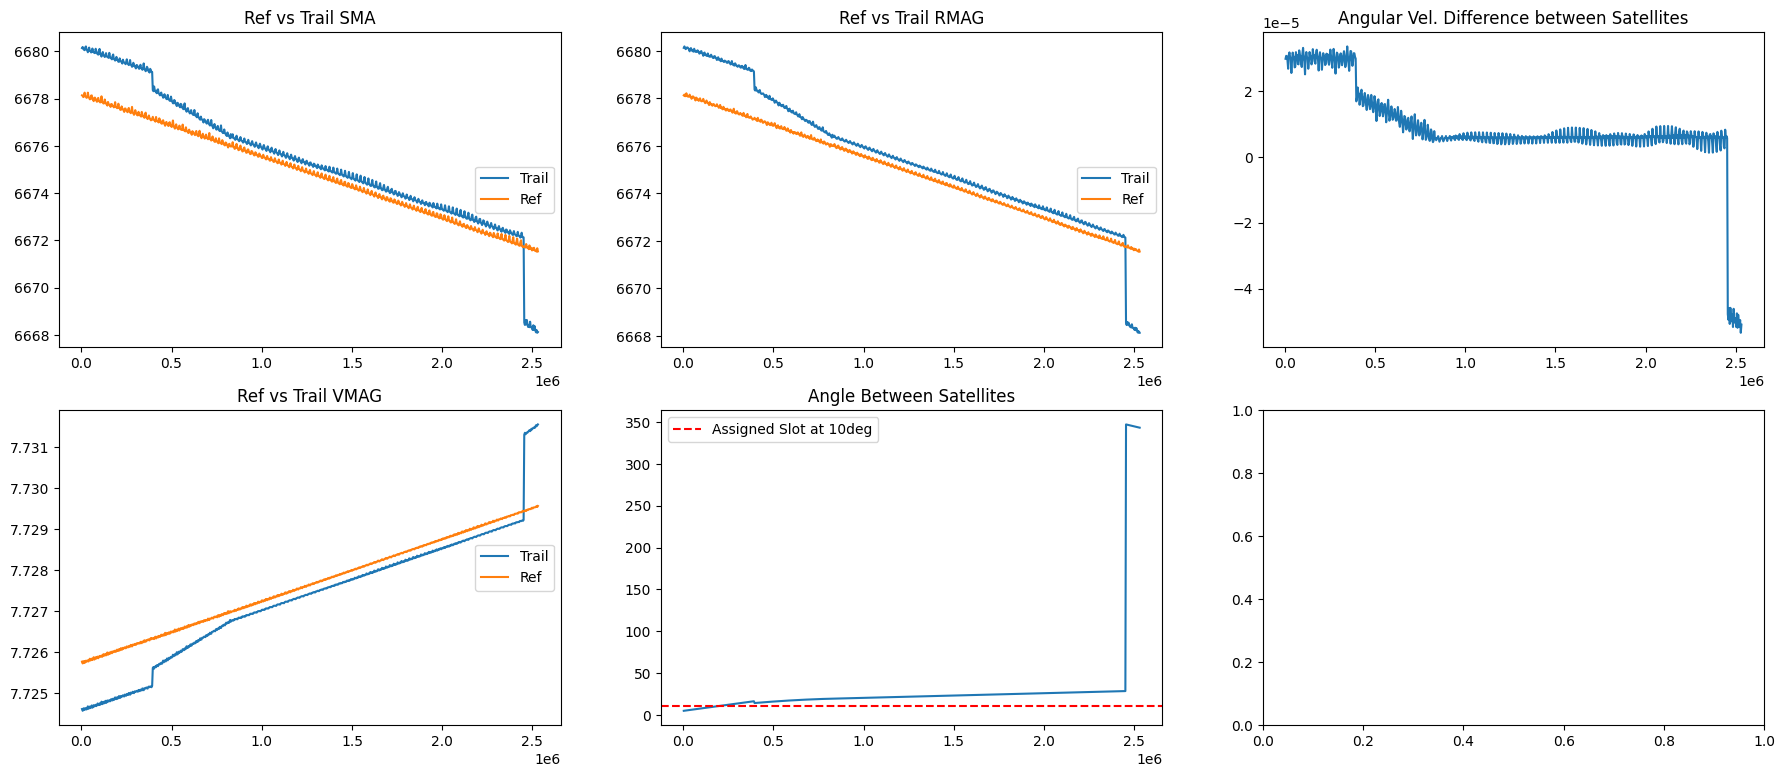 Ref vs Trail SMA
6680
6678
6676
6674
6672
6670
6668
Trail
Ref
0.0 0.5 1.0 1.5 2.0 2.5
1e6
Ref vs Trail RMAG
6680
6678
6676
6674
6672
6670
6668
Trail
Ref
0.0 0.5 1.0 1.5 2.0 2.5
1e6
Angular Vel. Difference between Satellites
1e−5
2
0
−2
−4
0.0 0.5 1.0 1.5 2.0 2.5
1e6
Ref vs Trail VMAG
7.731
7.730
7.729
7.728
7.727
7.726
7.725
Trail
Ref
0.0 0.5 1.0 1.5 2.0 2.5
1e6
Angle Between Satellites
350
300
250
200
150
100
50
0
Assigned Slot at 10deg
0.0 0.5 1.0 1.5 2.0 2.5
1e6
1.0
0.8
0.6
0.4
0.2
0.0
0.0 0.2 0.4 0.6 0.8 1.0